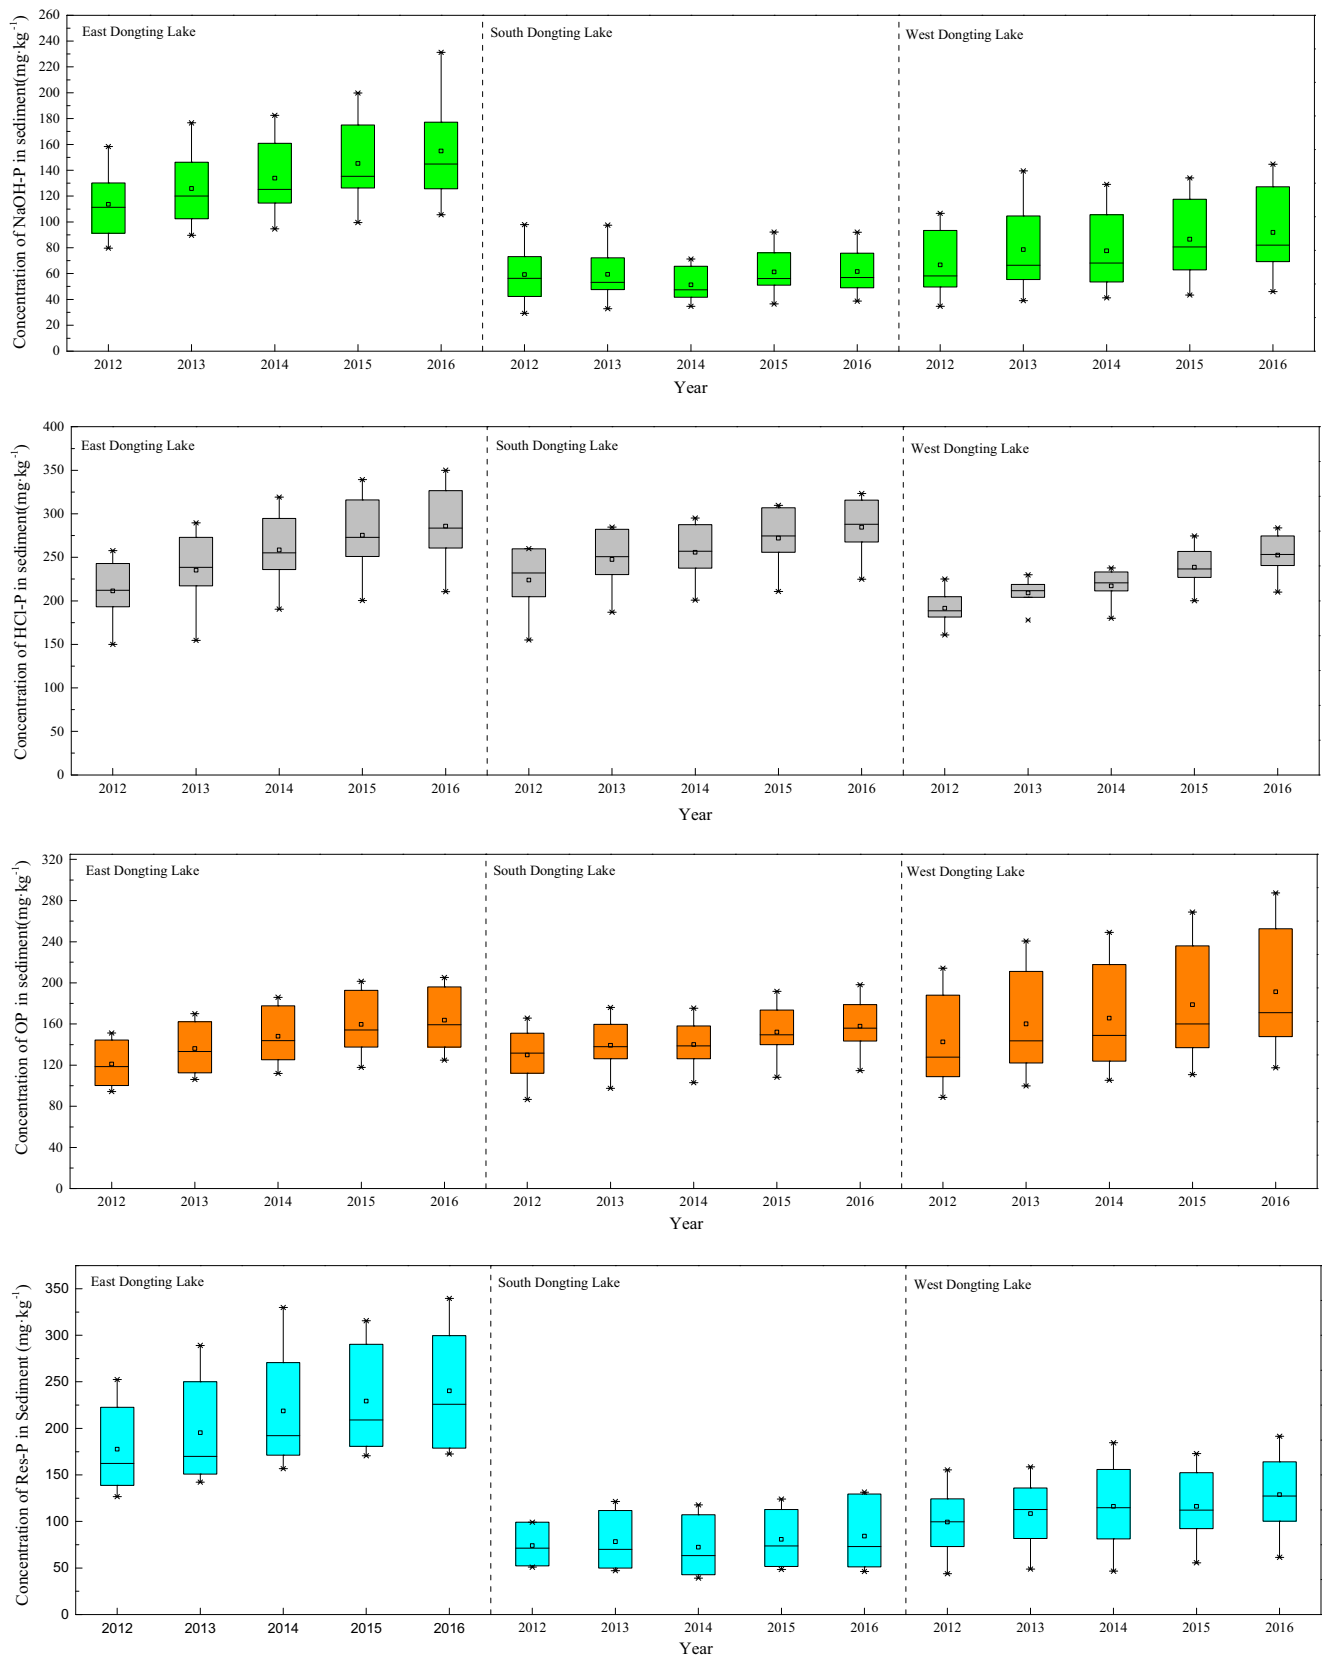 Concentration of NaOH-P in sediment(mg·kg⁻¹)
260
240
220
200
180
160
140
120
100
80
60
40
20
0
East Dongting Lake
South Dongting Lake
West Dongting Lake
2012 2013 2014 2015 2016 2012 2013 2014 2015 2016 2012 2013 2014 2015 2016
Year
Concentration of HCl-P in sediment(mg·kg⁻¹)
400
350
300
250
200
150
100
50
0
East Dongting Lake
South Dongting Lake
West Dongting Lake
2012 2013 2014 2015 2016 2012 2013 2014 2015 2016 2012 2013 2014 2015 2016
Year
Concentration of OP in sediment(mg·kg⁻¹)
320
280
240
200
160
120
80
40
0
East Dongting Lake
South Dongting Lake
West Dongting Lake
2012 2013 2014 2015 2016 2012 2013 2014 2015 2016 2012 2013 2014 2015 2016
Year
Concentration of Res-P in Sediment (mg·kg⁻¹)
350
300
250
200
150
100
50
0
East Dongting Lake
South Dongting Lake
West Dongting Lake
2012 2013 2014 2015 2016 2012 2013 2014 2015 2016 2012 2013 2014 2015 2016
Year